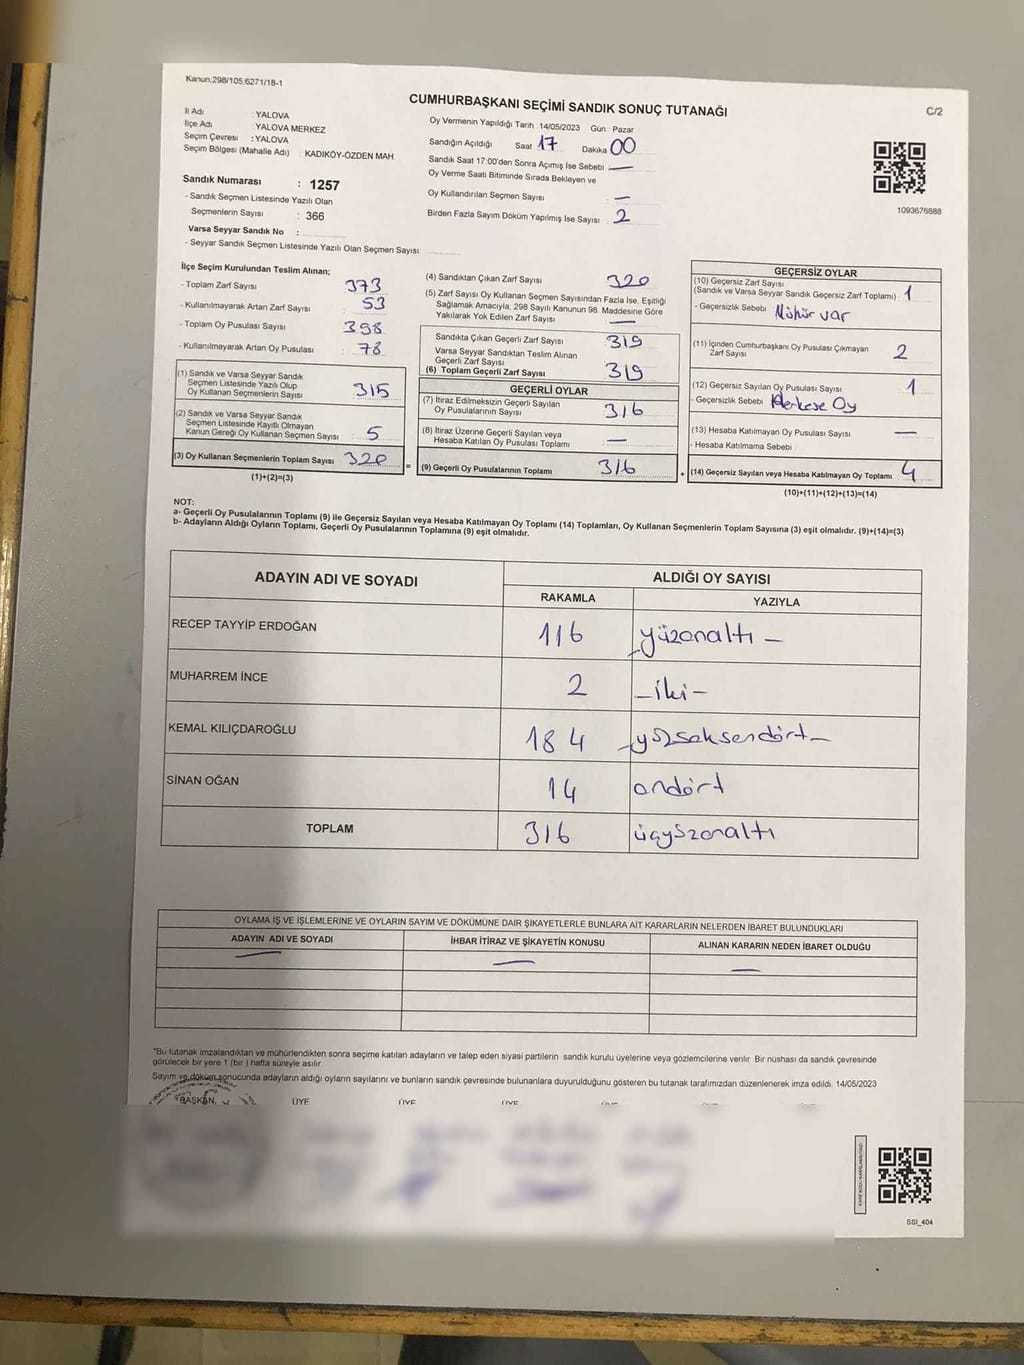 Kanun:298/105,6271/18-1
CUMHURBAŞKANI SEÇİMİ SANDIK SONUÇ TUTANAĞI
C/2
İl Adı : YALOVA
İlçe Adı : YALOVA MERKEZ
Seçim Çevresi : YALOVA
Seçim Bölgesi (Mahalle Adı) : KADIKÖY-ÖZDEN MAH.
Sandık Numarası : 1257
- Sandık Seçmen Listesinde Yazılı Olan
Seçmenlerin Sayısı : 366
Varsa Seyyar Sandık No :
- Seyyar Sandık Seçmen Listesinde Yazılı Olan Seçmen Sayısı:
Oy Vermenin Yapıldığı Tarih :14/05/2023 Gün : Pazar
Sandığın Açıldığı Saat 17 Dakika 00
Sandık Saat 17:00'den Sonra Açımış İse Sebebi —
Oy Verme Saati Bitiminde Sırada Bekleyen ve
Oy Kullandırılan Seçmen Sayısı : —
Birden Fazla Sayım Döküm Yapılmış İse Sayısı : 2
1093676888
İlçe Seçim Kurulundan Teslim Alınan;
- Toplam Zarf Sayısı : 373
- Kullanılmayarak Artan Zarf Sayısı : 53
- Toplam Oy Pusulası Sayısı : 398
- Kullanılmayarak Artan Oy Pusulası : 78
(1) Sandık ve Varsa Seyyar Sandık
Seçmen Listesinde Yazılı Olup
Oy Kullanan Seçmenlerin Sayısı : 315
(2) Sandık ve Varsa Seyyar Sandık
Seçmen Listesinde Kayıtlı Olmayan
Kanun Gereği Oy Kullanan Seçmen Sayısı : 5
(3) Oy Kullanan Seçmenlerin Toplam Sayısı : 320
(1)+(2)=(3)
=
(4) Sandıktan Çıkan Zarf Sayısı : 320
(5) Zarf Sayısı Oy Kullanan Seçmen Sayısından Fazla İse, Eşitliği
Sağlamak Amacıyla, 298 Sayılı Kanunun 98. Maddesine Göre
Yakılarak Yok Edilen Zarf Sayısı : —
Sandıkta Çıkan Geçerli Zarf Sayısı : 319
Varsa Seyyar Sandıktan Teslim Alınan
Geçerli Zarf Sayısı
(6) Toplam Geçerli Zarf Sayısı : 319
GEÇERLİ OYLAR
(7) İtiraz Edilmeksizin Geçerli Sayılan
Oy Pusulalarının Sayısı : 316
(8) İtiraz Üzerine Geçerli Sayılan veya
Hesaba Katılan Oy Pusulası Toplamı : —
(9) Geçerli Oy Pusulalarının Toplamı : 316
+
GEÇERSİZ OYLAR
(10) Geçersiz Zarf Sayısı
(Sandık ve Varsa Seyyar Sandık Geçersiz Zarf Toplamı) : 1
- Geçersizlik Sebebi : Mühür var
(11) İçinden Cumhurbaşkanı Oy Pusulası Çıkmayan
Zarf Sayısı : 2
(12) Geçersiz Sayılan Oy Pusulası Sayısı : 1
- Geçersizlik Sebebi : Herkese Oy
(13) Hesaba Katılmayan Oy Pusulası Sayısı : —
- Hesaba Katılmama Sebebi :
(14) Geçersiz Sayılan veya Hesaba Katılmayan Oy Toplamı : 4
(10)+(11)+(12)+(13)=(14)
NOT:
a- Geçerli Oy Pusulalarının Toplamı (9) ile Geçersiz Sayılan veya Hesaba Katılmayan Oy Toplamı (14) Toplamları, Oy Kullanan Seçmenlerin Toplam Sayısına (3) eşit olmalıdır. (9)+(14)=(3)
b- Adayların Aldığı Oyların Toplamı, Geçerli Oy Pusulalarının Toplamına (9) eşit olmalıdır.
ADAYIN ADI VE SOYADI
ALDIĞI OY SAYISI
RAKAMLA YAZIYLA
RECEP TAYYİP ERDOĞAN 116 yüzonaltı —
MUHARREM İNCE 2 —iki—
KEMAL KILIÇDAROĞLU 184 —yüzseksendört—
SİNAN OĞAN 14 ondört
TOPLAM 316 üçyüzonaltı
OYLAMA İŞ VE İŞLEMLERİNE VE OYLARIN SAYIM VE DÖKÜMÜNE DAİR ŞİKAYETLERLE BUNLARA AİT KARARLARIN NELERDEN İBARET BULUNDUKLARI
ADAYIN ADI VE SOYADI İHBAR İTİRAZ VE ŞİKAYETİN KONUSU ALINAN KARARIN NEDEN İBARET OLDUĞU
— — —
*Bu tutanak imzalandıktan ve mühürlendikten sonra seçime katılan adayların ve talep eden siyasi partilerin sandık kurulu üyelerine veya gözlemcilerine verilir. Bir nüshası da sandık çevresinde
görülecek bir yere 1 (bir ) hafta süreyle asılır.
Sayım ve döküm sonucunda adayların aldığı oyların sayılarını ve bunların sandık çevresinde bulunanlara duyurulduğunu gösteren bu tutanak tarafımızdan düzenlenerek imza edildi. 14/05/2023
BAŞKAN ÜYE ÜYE ÜYE
SSI_404